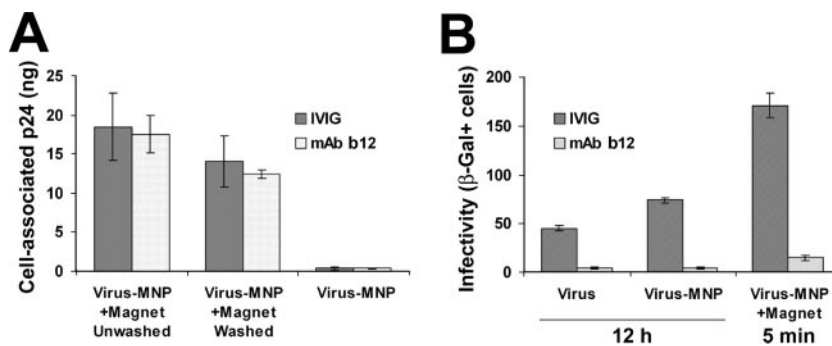 A
Cell-associated p24 (ng)
25
20
15
10
5
0
IVIG
mAb b12
Virus-MNP
+Magnet
Unwashed
Virus-MNP
+Magnet
Washed
Virus-MNP
B
Infectivity (β-Gal+ cells)
200
150
100
50
0
IVIG
mAb b12
Virus
Virus-MNP
Virus-MNP
+Magnet
12 h
5 min